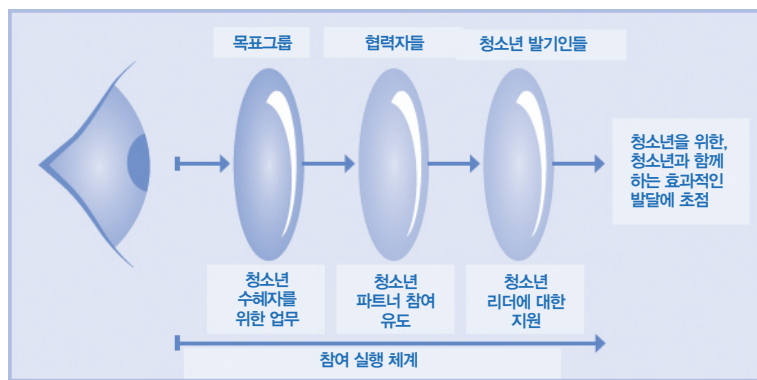 목표그룹
협력자들
청소년 발기인들
청소년을 위한,
청소년과 함께
하는 효과적인
발달에 초점
청소년
수혜자를
위한 업무
청소년
파트너 참여
유도
청소년
리더에 대한
지원
참여 실행 체계